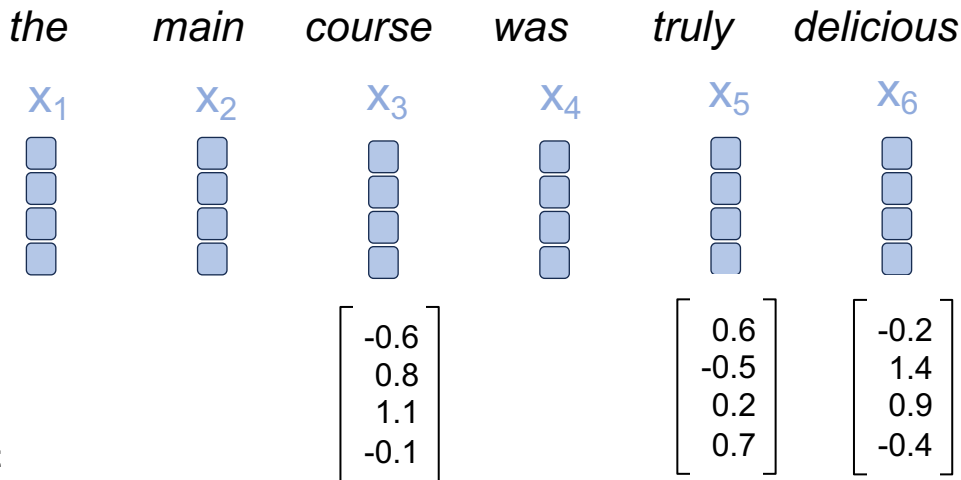 the main course was truly delicious
x₁ x₂ x₃ x₄ x₅ x₆
-0.6 0.6 -0.2
0.8 -0.5 1.4
1.1 0.2 0.9
-0.1 0.7 -0.4